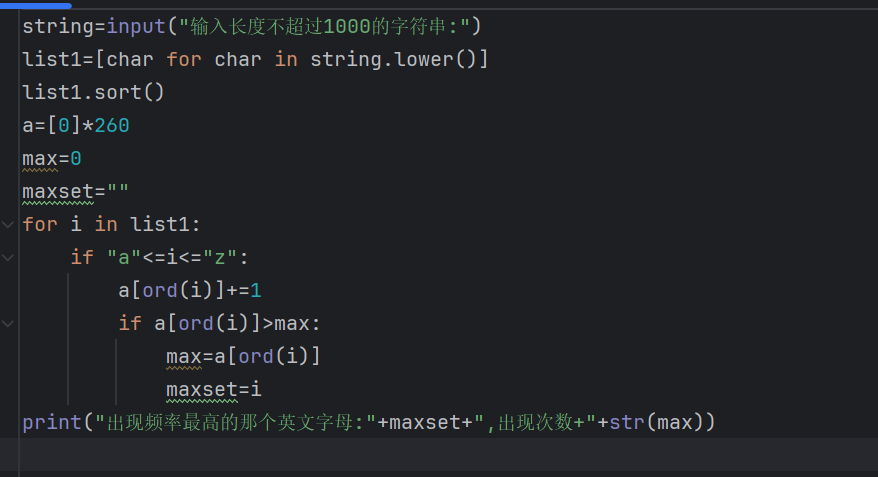 string=input("输入长度不超过1000的字符串:")
list1=[char for char in string.lower()]
list1.sort()
a=[0]*260
max=0
maxset=""
for i in list1:
    if "a"<=i<="z":
        a[ord(i)]+=1
        if a[ord(i)]>max:
            max=a[ord(i)]
            maxset=i
print("出现频率最高的那个英文字母:"+maxset+",出现次数+"+str(max))